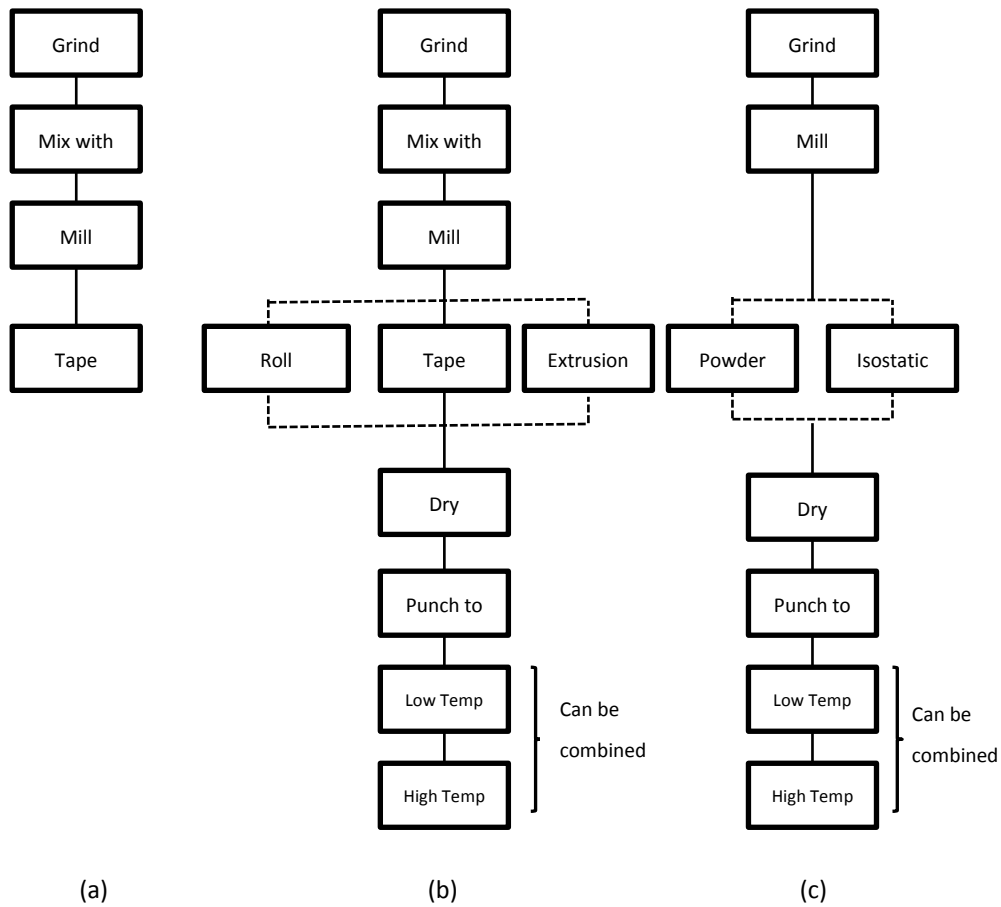 Grind
Mix with
Mill
Tape
(a)
Grind
Mix with
Mill
Roll
Tape
Extrusion
Dry
Punch to
Low Temp
High Temp
Can be
combined
(b)
Grind
Mill
Powder
Isostatic
Dry
Punch to
Low Temp
High Temp
Can be
combined
(c)